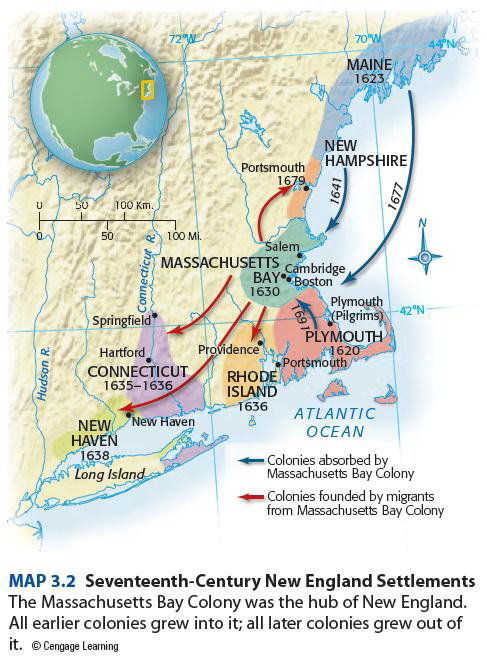 72°W
70°W
44°N
MAINE
1623
NEW
HAMPSHIRE
Portsmouth
1679
1641
1677
0 50 100 Km.
0 50 100 Mi.
N
Connecticut R.
Salem
MASSACHUSETTS
BAY
1630
Cambridge
Boston
Plymouth
(Pilgrims)
42°N
1691
PLYMOUTH
1620
Springfield
Hartford
CONNECTICUT
1635–1636
Providence
Portsmouth
RHODE
ISLAND
1636
Hudson R.
NEW
HAVEN
1638
New Haven
Long Island
ATLANTIC
OCEAN
Colonies absorbed by
Massachusetts Bay Colony
Colonies founded by migrants
from Massachusetts Bay Colony
MAP 3.2 Seventeenth-Century New England Settlements
The Massachusetts Bay Colony was the hub of New England.
All earlier colonies grew into it; all later colonies grew out of
it. © Cengage Learning